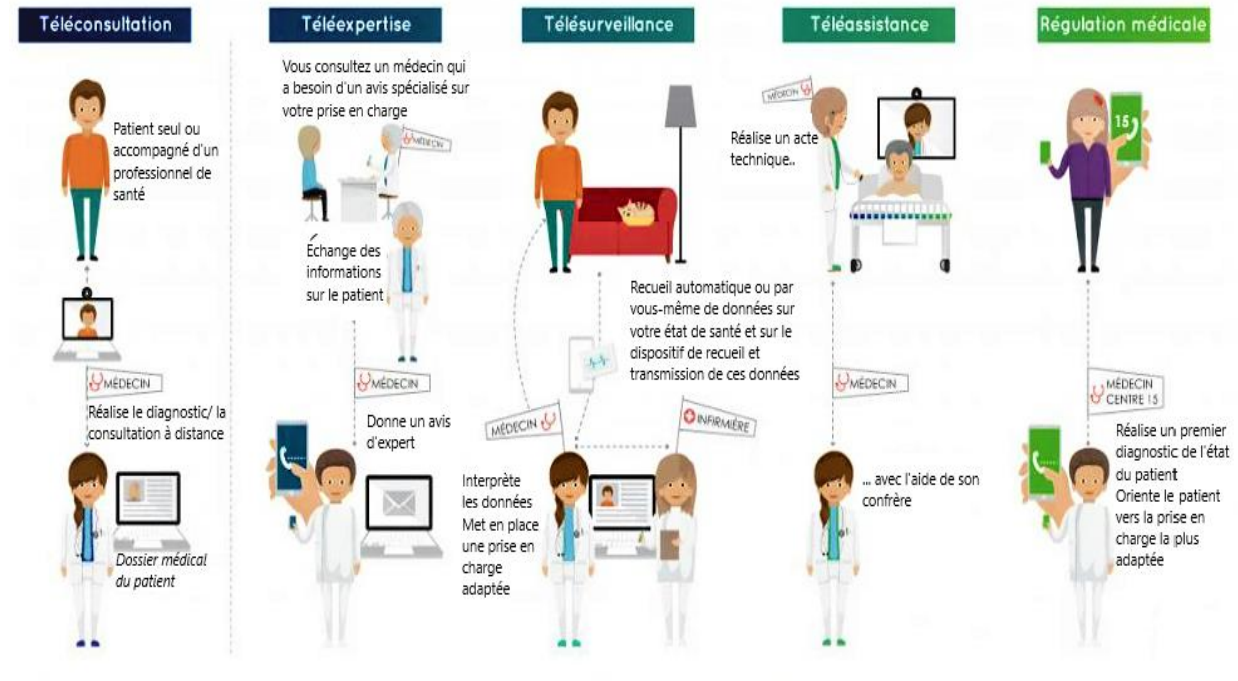 Téléconsultation
Patient seul ou
accompagné d'un
professionnel de
santé
MÉDECIN
Réalise le diagnostic/ la
consultation à distance
Dossier médical
du patient
Téléexpertise
Vous consultez un médecin qui
a besoin d'un avis spécialisé sur
votre prise en charge
MÉDECIN
Échange des
informations
sur le patient
MÉDECIN
Donne un avis
d'expert
Télésurveillance
Recueil automatique ou par
vous-même de données sur
votre état de santé et sur le
dispositif de recueil et
transmission de ces données
MÉDECIN
INFIRMIÈRE
Interprète
les données
Met en place
une prise en
charge
adaptée
Téléassistance
MÉDECIN
Réalise un acte
technique..
MÉDECIN
... avec l'aide de son
confrère
Régulation médicale
15
MÉDECIN
CENTRE 15
Réalise un premier
diagnostic de l'état
du patient
Oriente le patient
vers la prise en
charge la plus
adaptée